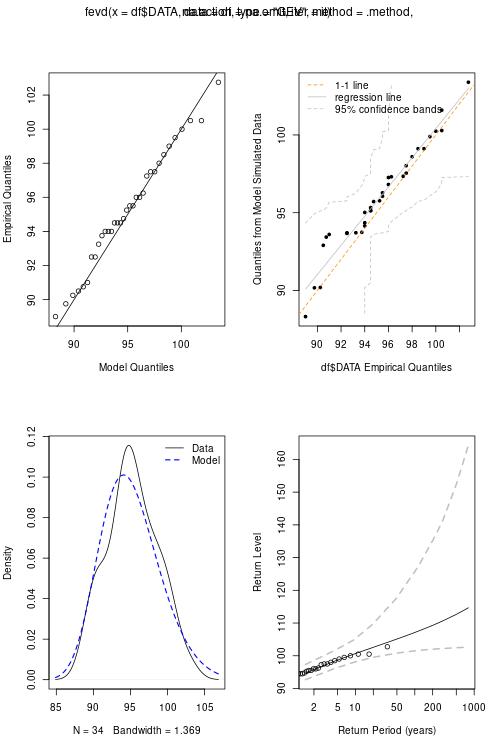 fevd(x = df$DATA, data = df, type = "GEV", method = .method,
102
100
98
96
94
92
90
Empirical Quantiles
90 95 100
Model Quantiles
1-1 line
regression line
95% confidence bands
100
95
90
Quantiles from Model Simulated Data
90 92 94 96 98 100
df$DATA Empirical Quantiles
Data
Model
0.12
0.10
0.08
0.06
0.04
0.02
0.00
Density
85 90 95 100 105
N = 34 Bandwidth = 1.369
160
150
140
130
120
110
100
90
Return Level
2 5 10 50 200 1000
Return Period (years)